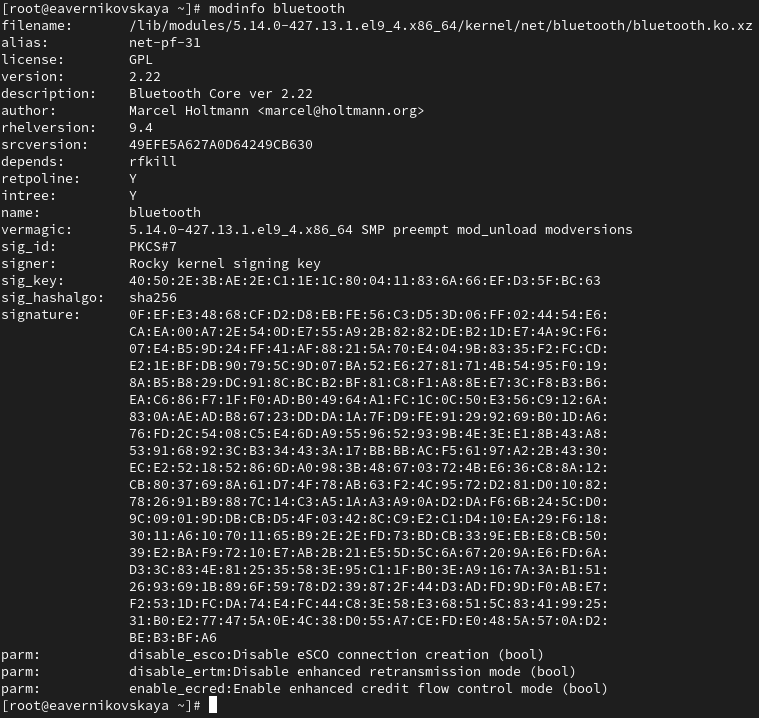 [root@eavernikovskaya ~]# modinfo bluetooth
filename:       /lib/modules/5.14.0-427.13.1.el9_4.x86_64/kernel/net/bluetooth/bluetooth.ko.xz
alias:          net-pf-31
license:        GPL
version:        2.22
description:    Bluetooth Core ver 2.22
author:         Marcel Holtmann <marcel@holtmann.org>
rhelversion:    9.4
srcversion:     49EFE5A627A0D64249CB630
depends:        rfkill
retpoline:      Y
intree:         Y
name:           bluetooth
vermagic:       5.14.0-427.13.1.el9_4.x86_64 SMP preempt mod_unload modversions
sig_id:         PKCS#7
signer:         Rocky kernel signing key
sig_key:        40:50:2E:3B:AE:2E:C1:1E:1C:80:04:11:83:6A:66:EF:D3:5F:BC:63
sig_hashalgo:   sha256
signature:      0F:EF:E3:48:68:CF:D2:D8:EB:FE:56:C3:D5:3D:06:FF:02:44:54:E6:
                CA:EA:00:A7:2E:54:0D:E7:55:A9:2B:82:82:DE:B2:1D:E7:4A:9C:F6:
                07:E4:B5:9D:24:FF:41:AF:88:21:5A:70:E4:04:9B:83:35:F2:FC:CD:
                E2:1E:BF:DB:90:79:5C:9D:07:BA:52:E6:27:81:71:4B:54:95:F0:19:
                8A:B5:B8:29:DC:91:8C:BC:B2:BF:81:C8:F1:A8:8E:E7:3C:F8:B3:B6:
                EA:C6:86:F7:1F:F0:AD:B0:49:64:A1:FC:1C:0C:50:E3:56:C9:12:6A:
                83:0A:AE:AD:B8:67:23:DD:DA:1A:7F:D9:FE:91:29:92:69:B0:1D:A6:
                76:FD:2C:54:08:C5:E4:6D:A9:55:96:52:93:9B:4E:3E:E1:8B:43:A8:
                53:91:68:92:3C:B3:34:43:3A:17:BB:BB:AC:F5:61:97:A2:2B:43:30:
                EC:E2:52:18:52:86:6D:A0:98:3B:48:67:03:72:4B:E6:36:C8:8A:12:
                CB:80:37:69:8A:61:D7:4F:78:AB:63:F2:4C:95:72:D2:81:D0:10:82:
                78:26:91:B9:88:7C:14:C3:A5:1A:A3:A9:0A:D2:DA:F6:6B:24:5C:D0:
                9C:09:01:9D:DB:CB:D5:4F:03:42:8C:C9:E2:C1:D4:10:EA:29:F6:18:
                30:11:A6:10:70:11:65:B9:2E:2E:FD:73:BD:CB:33:9E:EB:E8:CB:50:
                39:E2:BA:F9:72:10:E7:AB:2B:21:E5:5D:5C:6A:67:20:9A:E6:FD:6A:
                D3:3C:83:4E:81:25:35:58:3E:95:C1:1F:B0:3E:A9:16:7A:3A:B1:51:
                26:93:69:1B:89:6F:59:78:D2:39:87:2F:44:D3:AD:FD:9D:F0:AB:E7:
                F2:53:1D:FC:DA:74:E4:FC:44:C8:3E:58:E3:68:51:5C:83:41:99:25:
                31:B0:E2:77:47:5A:0E:4C:38:D0:55:A7:CE:FD:E0:48:5A:57:0A:D2:
                BE:B3:BF:A6
parm:           disable_esco:Disable eSCO connection creation (bool)
parm:           disable_ertm:Disable enhanced retransmission mode (bool)
parm:           enable_ecred:Enable enhanced credit flow control mode (bool)
[root@eavernikovskaya ~]#